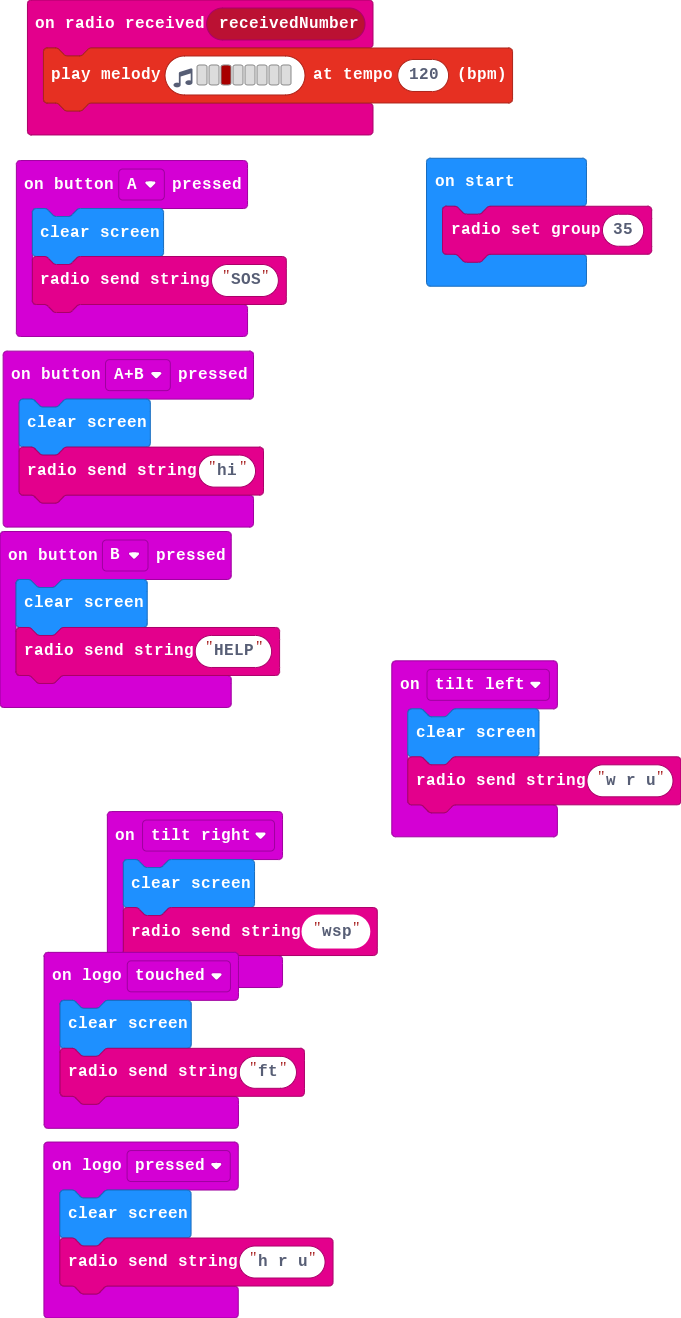 on radio received receivedNumber
play melody at tempo 120 (bpm)
on button A pressed
clear screen
radio send string "SOS"
on start
radio set group 35
on button A+B pressed
clear screen
radio send string "hi"
on button B pressed
clear screen
radio send string "HELP"
on tilt left
clear screen
radio send string "w r u"
on tilt right
clear screen
radio send string "wsp"
on logo touched
clear screen
radio send string "ft"
on logo pressed
clear screen
radio send string "h r u"